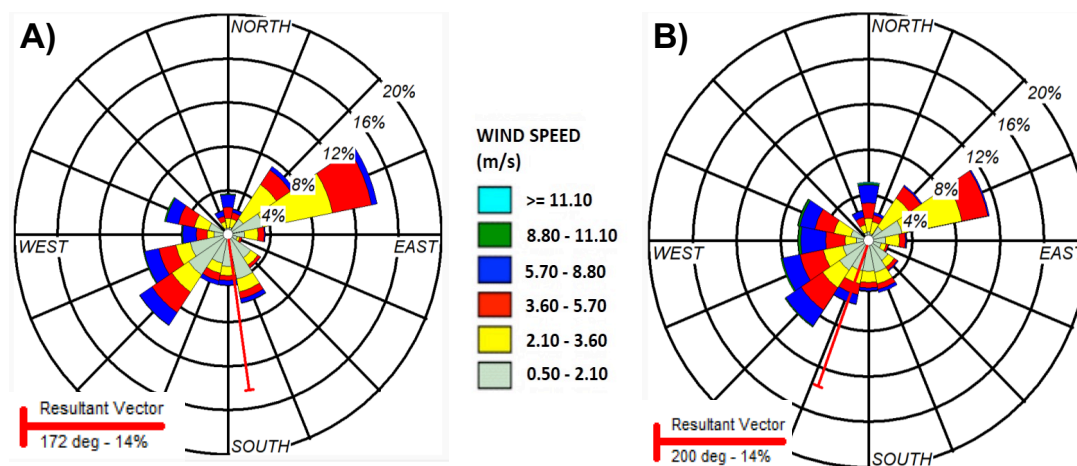 A)
NORTH
20%
16%
12%
8%
4%
WEST
EAST
SOUTH
Resultant Vector
172 deg - 14%
WIND SPEED
(m/s)
>= 11.10
8.80 - 11.10
5.70 - 8.80
3.60 - 5.70
2.10 - 3.60
0.50 - 2.10
B)
NORTH
20%
16%
12%
8%
4%
WEST
EAST
SOUTH
Resultant Vector
200 deg - 14%